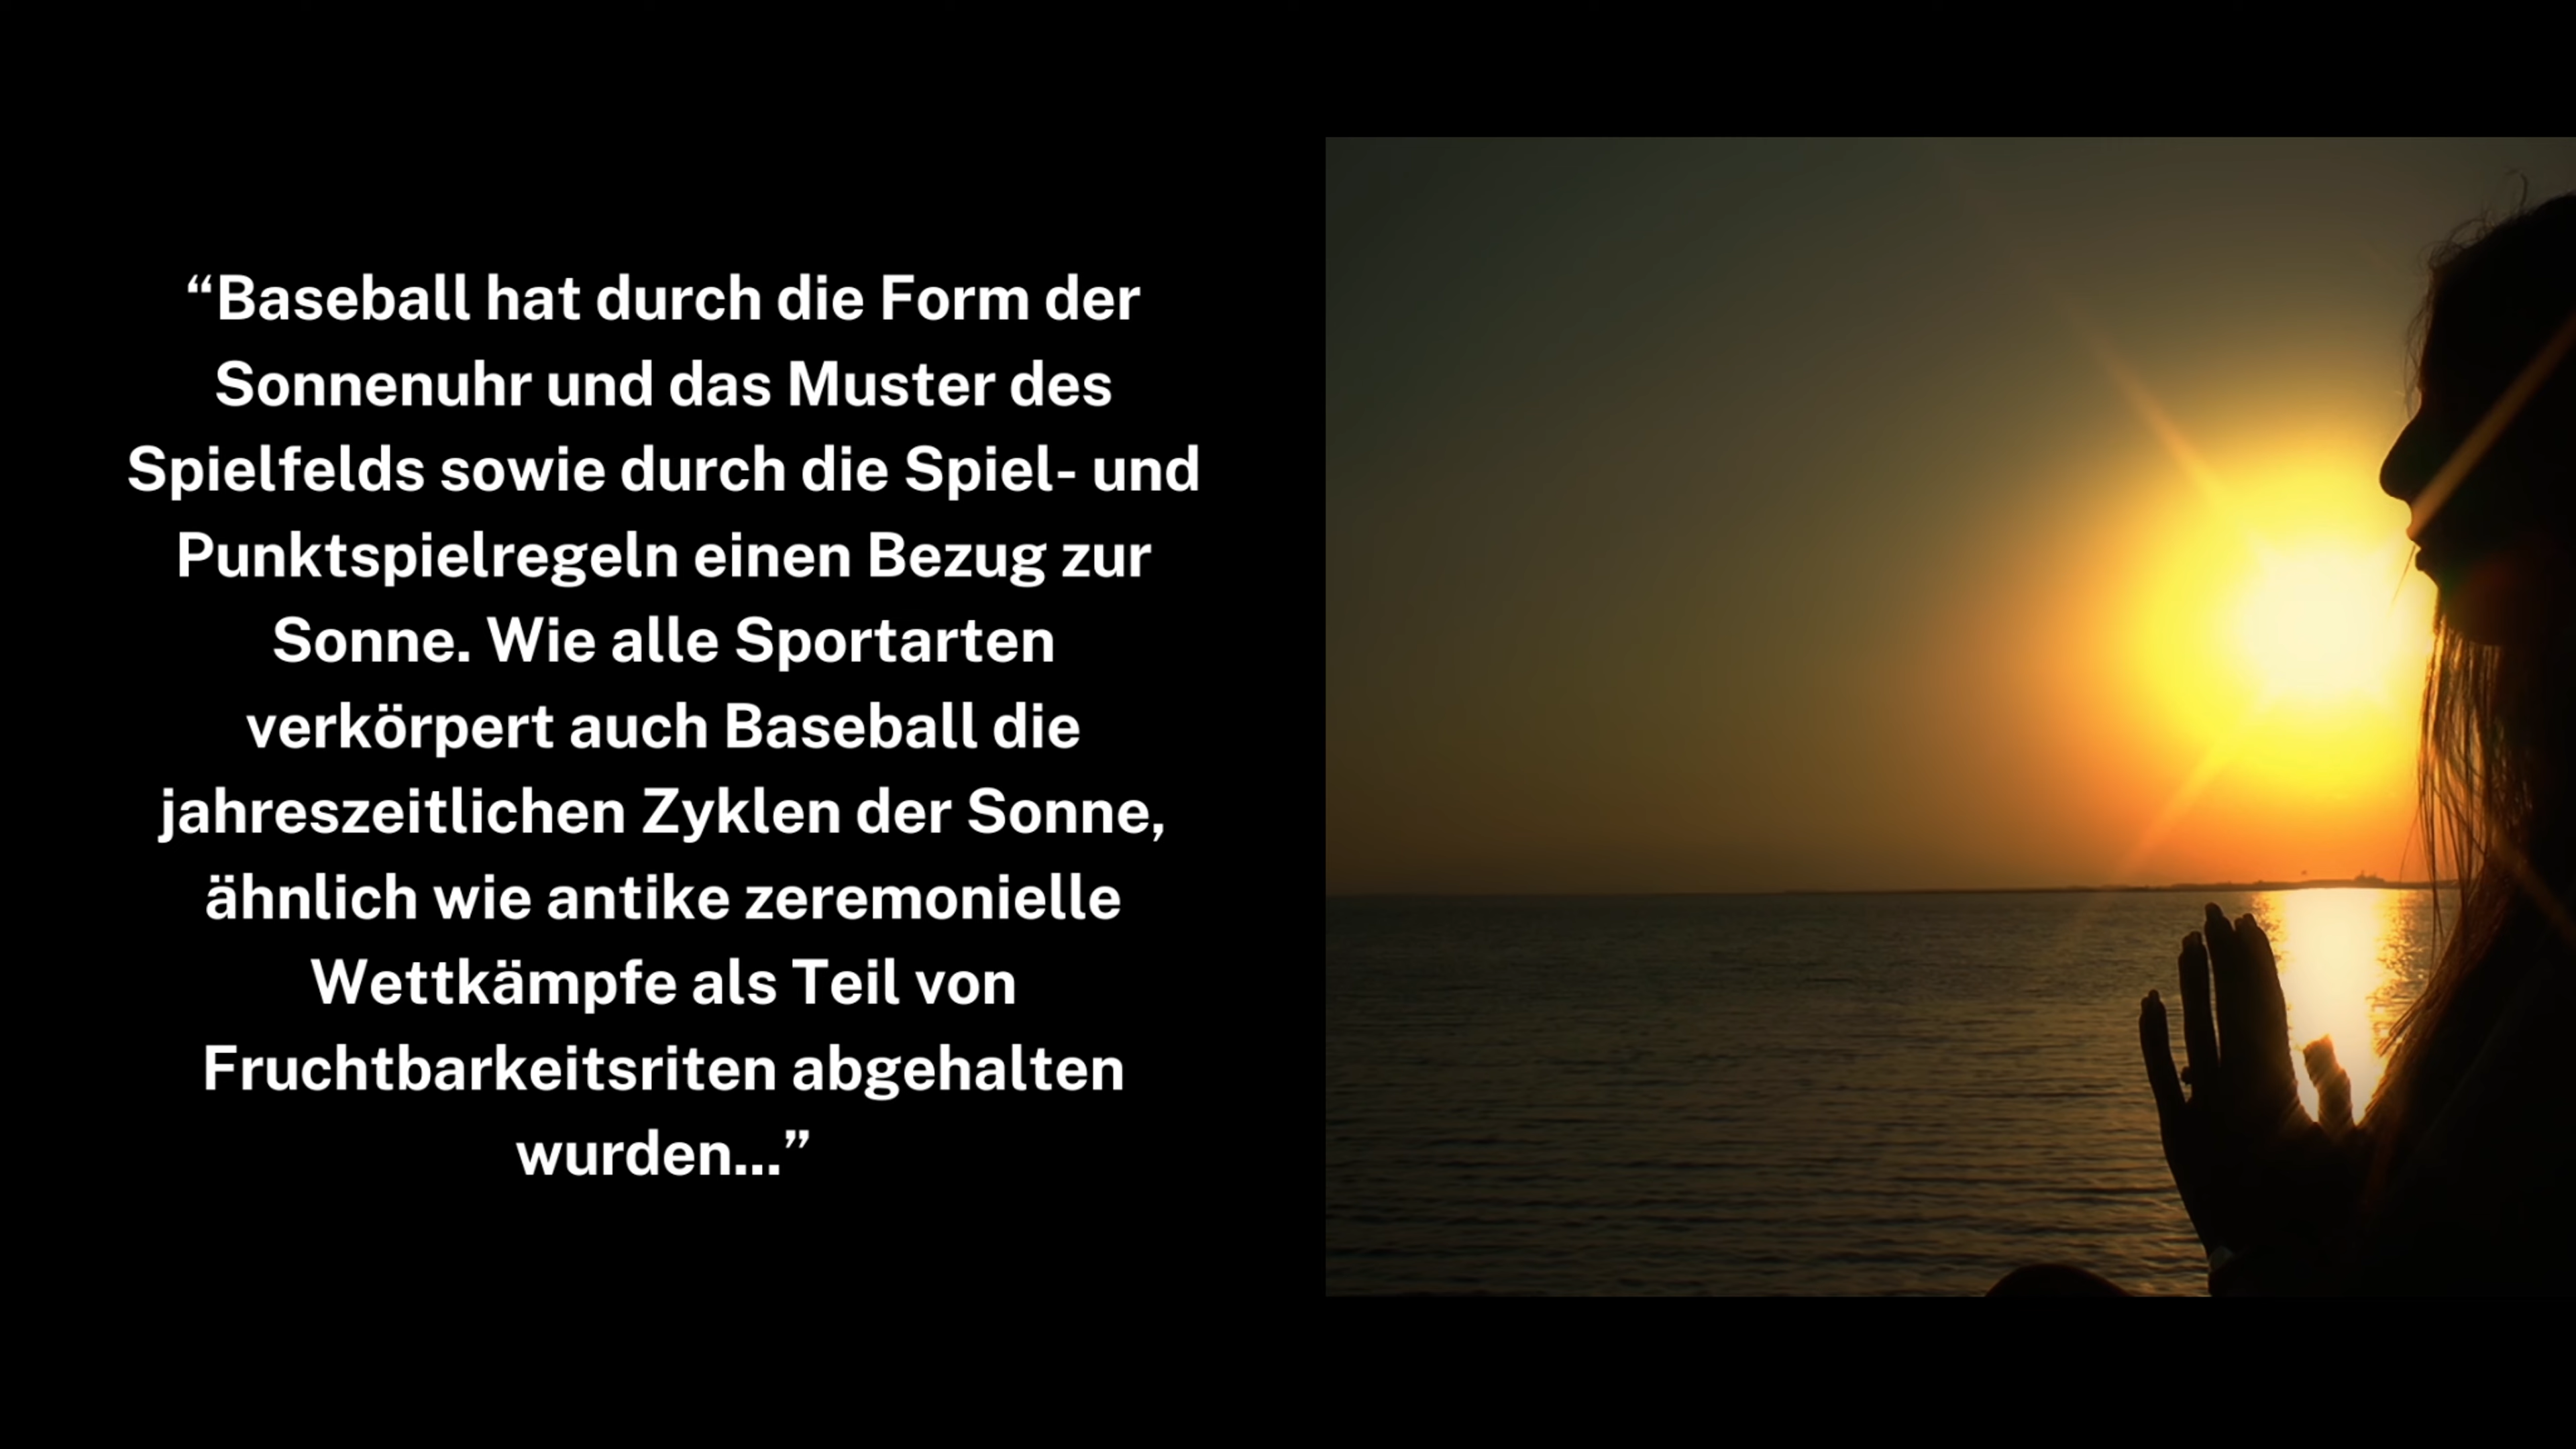 “Baseball hat durch die Form der
Sonnenuhr und das Muster des
Spielfelds sowie durch die Spiel- und
Punktspielregeln einen Bezug zur
Sonne. Wie alle Sportarten
verkörpert auch Baseball die
jahreszeitlichen Zyklen der Sonne,
ähnlich wie antike zeremonielle
Wettkämpfe als Teil von
Fruchtbarkeitsriten abgehalten
wurden...”